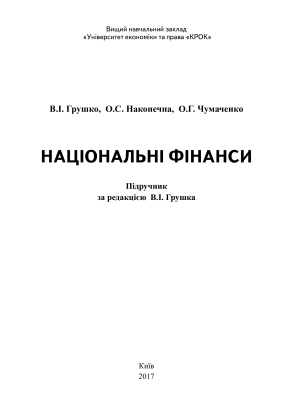 Вищий навчальний заклад
«Університет економіки та права «КРОК»
В.І. Грушко, О.С. Наконечна, О.Г. Чумаченко
НАЦІОНАЛЬНІ ФІНАНСИ
Підручник
за редакцією В.І. Грушка
Київ
2017